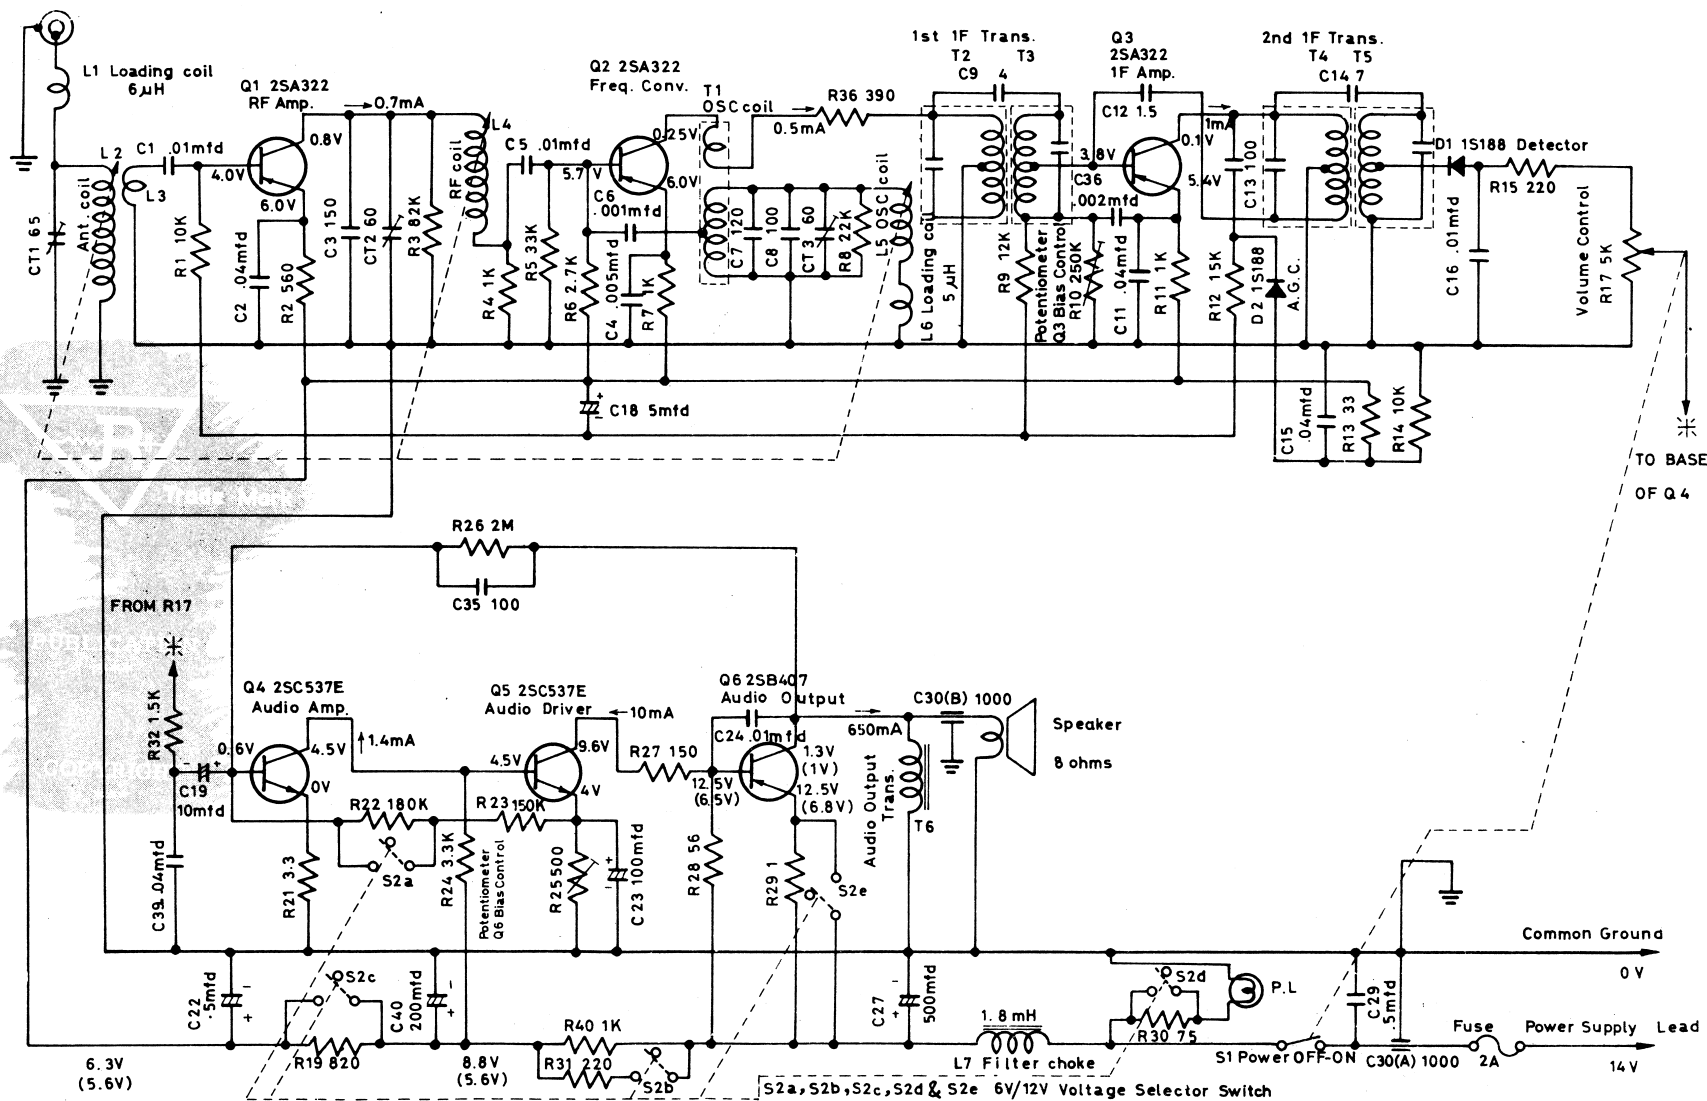 L1 Loading coil
6μH
CT1 65
Ant.coil
L2
L3
C1 .01mfd
4.0V
R1 10K
Q1 2SA322
RF Amp.
0.7mA
0.8V
6.0V
C2 .04mfd
R2 560
C3 150
CT2 60
R3 82K
RF coil
L4
R4 1K
C5 .01mfd
R5 33K
R6 2.7K
Q2 2SA322
Freq. Conv.
0.25V
6.0V
C6
.001mfd
C4 .005mfd
R7 1K
C18 5mfd
T1
OSC coil
0.5mA
R36 390
C7 120
C8 100
CT3 60
R8 22K
L5 OSC coil
L6 Loading coil
5μH
1st 1F Trans.
T2 T3
C9 4
R9 12K
Potentiometer
Q3 Bias Control
R10 250K
Q3
2SA322
1F Amp.
C12 1.5
3.8V
C36
.002mfd
C11 .04mfd
R11 1K
0.1V
5.4V
1mA
C13 100
R12 15K
D2 1S188
A.G.C.
2nd 1F Trans.
T4 T5
C14 7
D1 1S188 Detector
R15 220
C16 .01mfd
Volume Control
R17 5K
C15
.04mfd
R13 33
R14 10K
TO BASE
OF Q4
R
Trade Mark
FROM R17
R32 1.5K
C19
10mfd
C39 .04mfd
R26 2M
C35 100
Q4 2SC537E
Audio Amp.
0.6V
4.5V
0V
1.4mA
R21 3.3
R22 180K
S2a
R23 150K
R24 3.3K
Potentiometer
Q6 Bias Control
Q5 2SC537E
Audio Driver
10mA
4.5V
9.6V
4V
R25 500
C23 100mfd
R27 150
Q6 2SB407
Audio Output
C24 .01mfd
12.5V
(6.5V)
1.3V
(1V)
12.5V
(6.8V)
R28 56
R29 1
S2e
650mA
Audio Output
Trans.
T6
C30(B) 1000
Speaker
8 ohms
Common Ground
0V
C22
.5mfd
S2c
R19 820
C40
200mfd
6.3V
(5.6V)
8.8V
(5.6V)
R40 1K
R31 220
S2b
C27
500mfd
1.8mH
L7 Filter choke
S2d
R30 75
P.L
S1 Power OFF-ON
C29
.5mfd
C30(A) 1000
Fuse
2A
Power Supply Lead
14V
S2a, S2b, S2c, S2d & S2e 6V/12V Voltage Selector Switch